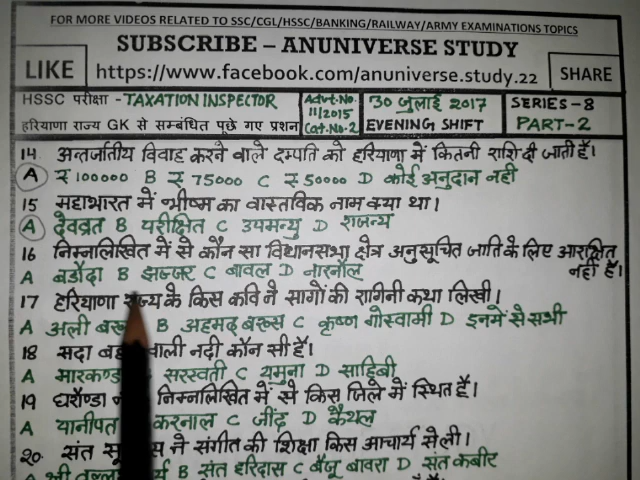 FOR MORE VIDEOS RELATED TO SSC/CGL/HSSC/BANKING/RAILWAY/ARMY EXAMINATIONS TOPICS
SUBSCRIBE – ANUNIVERSE STUDY
LIKE https://www.facebook.com/anuniverse.study.22 SHARE
HSSC परीक्षा - TAXATION INSPECTOR Advt.No. 11/2015 30 जुलाई 2017 SERIES-8
हरियाणा राज्य GK से सम्बंधित पूछे गए प्रशन Cat.No-2 EVENING SHIFT PART-2
14 अन्तर्जातीय विवाह करने वाले दम्पति को हरियाणा में कितनी राशि दी जाती है।
A ₹ 100000 B ₹ 75000 C ₹ 50000 D कोई अनुदान नही
15 महाभारत में भीष्म का वास्तविक नाम क्या था।
A देवव्रत B परीक्षित C उपमन्यु D राजन्य
16 निम्नलिखित में से कौन सा विधानसभा क्षेत्र अनुसूचित जाति के लिए आरक्षित नहीं है।
A बडौदा B झज्जर C बावल D नारनौल
17 हरियाणा राज्य के किस कवि ने सागों की रागिनी कथा लिखी।
A अली B अहमद बख्स C कृष्ण गोस्वामी D इनमें से सभी
18 सदा वाली नदी कौन सी है।
A B सरस्वती C यमुना D साहिबी
19 घरौण्डा निम्नलिखित में से किस जिले में स्थित है।
A पानीपत करनाल C जींद D कैथल
20. संत ने संगीत की शिक्षा किस आचार्य से ली।
A B संत हरिदास C बैजू बावरा D संत कबीर